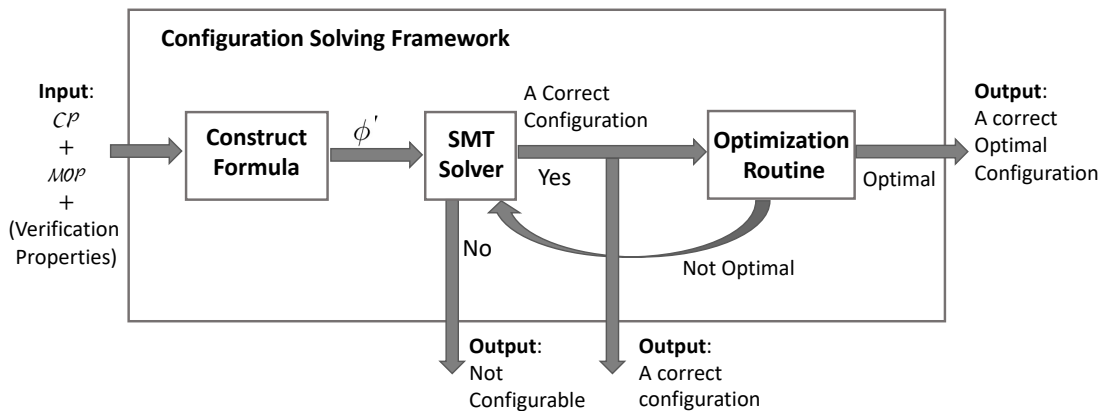 Configuration Solving Framework
Input:
CP
+
MOP
+
(Verification
Properties)
Construct
Formula
ϕ'
SMT
Solver
A Correct
Configuration
Yes
No
Optimization
Routine
Optimal
Not Optimal
Output:
A correct
Optimal
Configuration
Output:
Not
Configurable
Output:
A correct
configuration